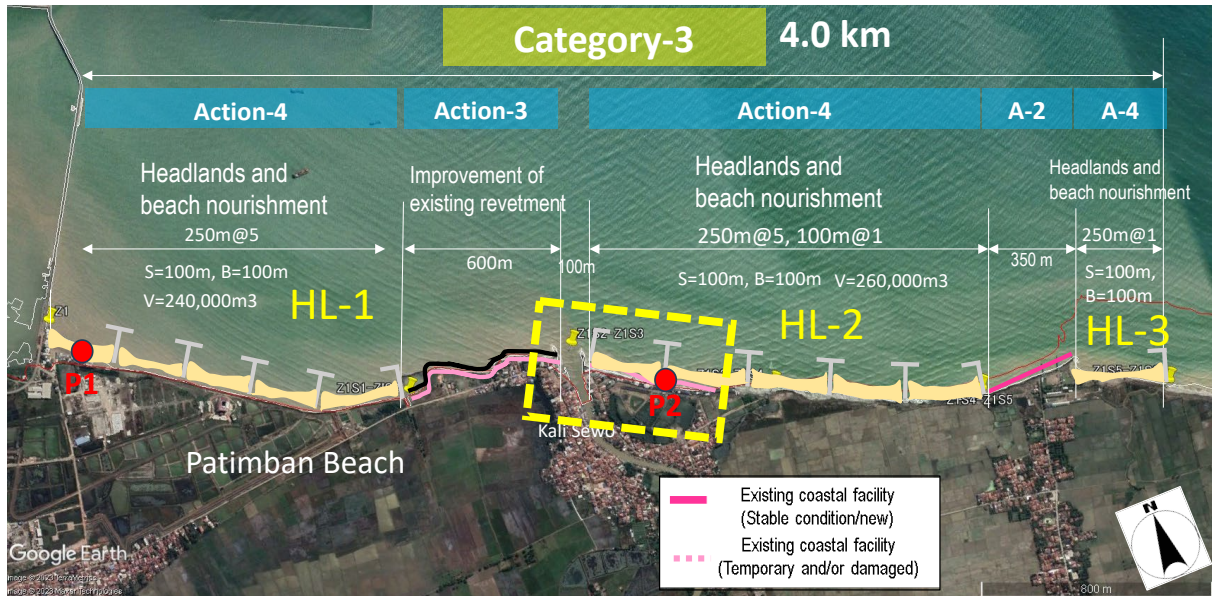 Category-3
4.0 km
Action-4
Action-3
Action-4
A-2
A-4
Headlands and
beach nourishment
250m@5
S=100m, B=100m
V=240,000m3
Improvement of
existing revetment
600m
100m
Headlands and
beach nourishment
250m@5, 100m@1
S=100m, B=100m V=260,000m3
350 m
Headlands and
beach nourishment
250m@1
S=100m,
B=100m
HL-1
HL-2
HL-3
Z1
Z1S2-Z1S3
Z1S4-Z1S5
P1
P2
Kali Sewo
Patimban Beach
Existing coastal facility
(Stable condition/new)
Existing coastal facility
(Temporary and/or damaged)
N
Google Earth
800 m